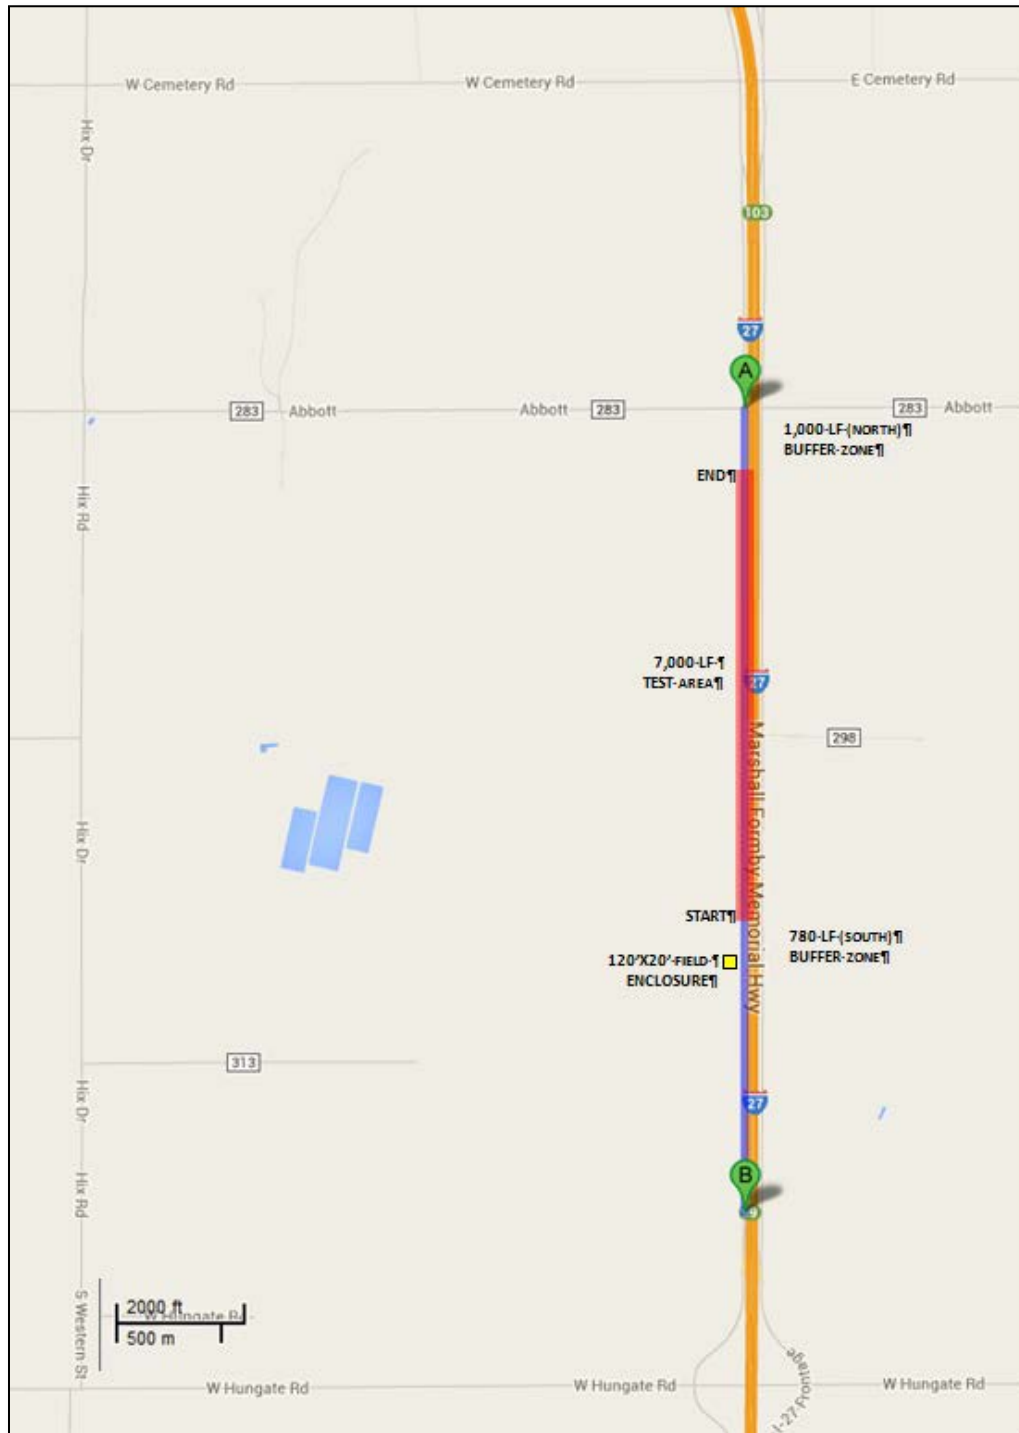 W Cemetery Rd
W Cemetery Rd
E Cemetery Rd
Hix Dr
103
27
A
283
Abbott
Abbott
283
283
Abbott
1,000-LF-(NORTH)¶
BUFFER-ZONE¶
END¶
Hix Rd
7,000-LF-¶
TEST-AREA¶
27
298
Marshall Formby Memorial Hwy
Hix Dr
START¶
780-LF-(SOUTH)¶
BUFFER-ZONE¶
120'X20'-FIELD-¶
ENCLOSURE¶
313
Hix Dr
27
B
Hix Rd
S Western St
2000 ft
W Hungate Rd
500 m
I-27 Frontage
W Hungate Rd
W Hungate Rd
W Hungate Rd